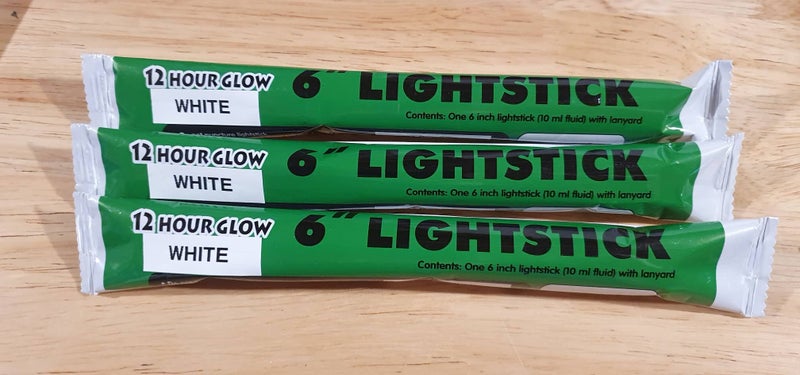 12 HOUR GLOW 6" LIGHTSTICK
WHITE
Contents: One 6 inch lightstick (10 ml fluid) with lanyard
12 HOUR GLOW 6" LIGHTSTICK
WHITE
Contents: One 6 inch lightstick (10 ml fluid) with lanyard
12 HOUR GLOW 6" LIGHTSTICK
WHITE
Contents: One 6 inch lightstick (10 ml fluid) with lanyard